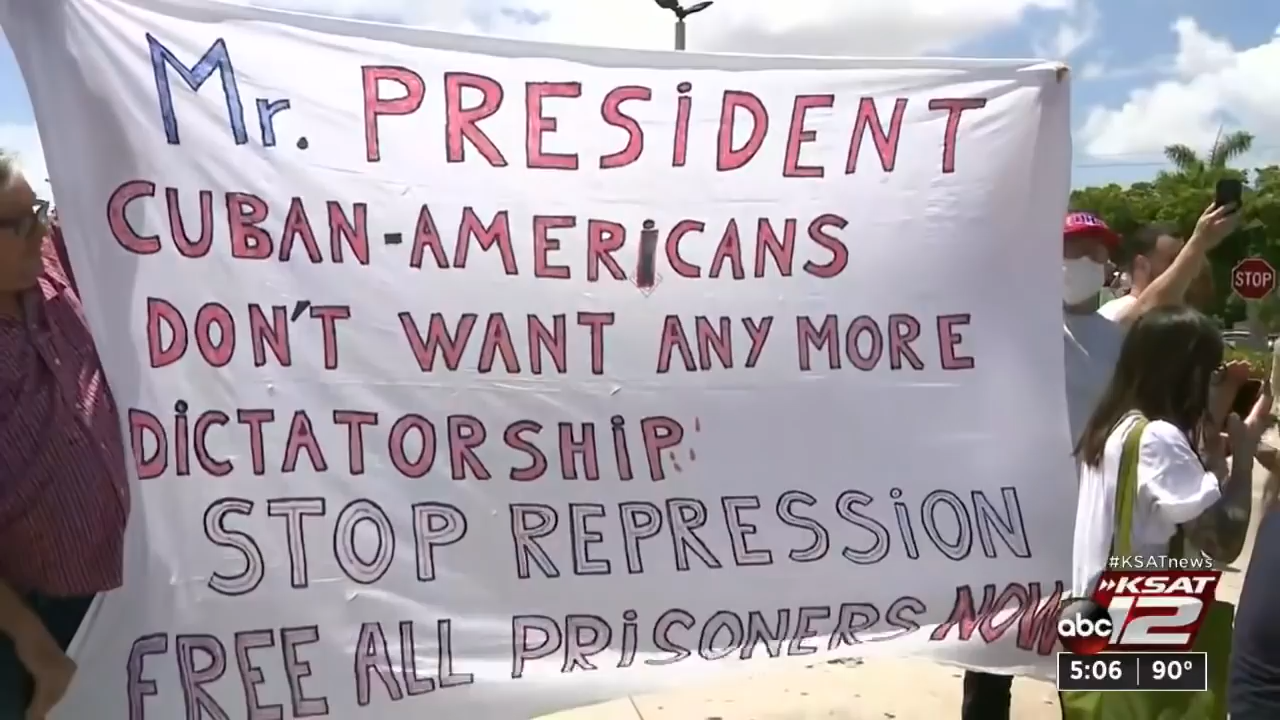 Mr. PRESiDENT
CUBAN-AMERiCANS
DON'T WANT ANY MORE
DiCTATORSHiP
STOP REPRESSiON
FREE ALL PRiSONERS NOW
STOP
#KSATnews
KSAT
abc 12
5:06 90°